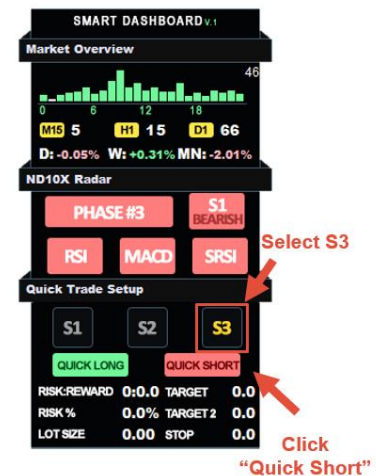 SMART DASHBOARD V.1
Market Overview
46
0 6 12 18
M15 5 H1 15 D1 66
D: -0.05% W: +0.31% MN: -2.01%
ND10X Radar
PHASE #3 S1 BEARISH
RSI MACD SRSI
Select S3
Quick Trade Setup
S1 S2 S3
QUICK LONG QUICK SHORT
RISK:REWARD 0:0.0 TARGET 0.0
RISK % 0.0% TARGET 2 0.0
LOT SIZE 0.00 STOP 0.0
Click
“Quick Short”